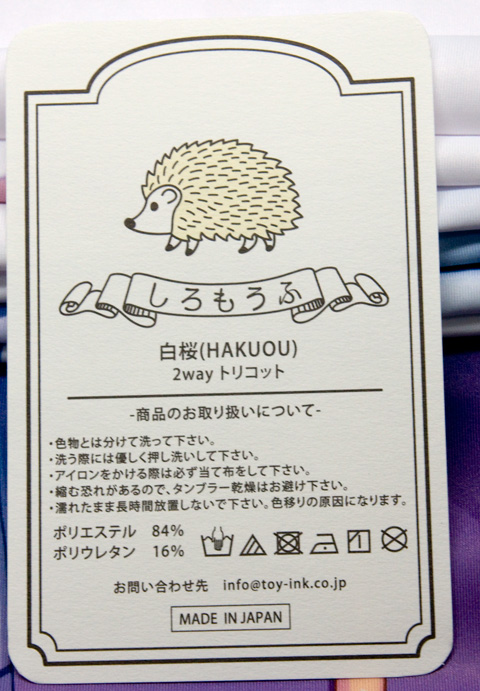 しろもうふ
白桜(HAKUOU)
2way トリコット
-商品のお取り扱いについて-
・色物とは分けて洗って下さい。
・洗う際には優しく押し洗いして下さい。
・アイロンをかける際は必ず当て布をして下さい。
・縮む恐れがあるので、タンブラー乾燥はお避け下さい。
・濡れたまま長時間放置しないで下さい。色移りの原因になります。
ポリエステル 84%
ポリウレタン 16%
お問い合わせ先 info@toy-ink.co.jp
MADE IN JAPAN